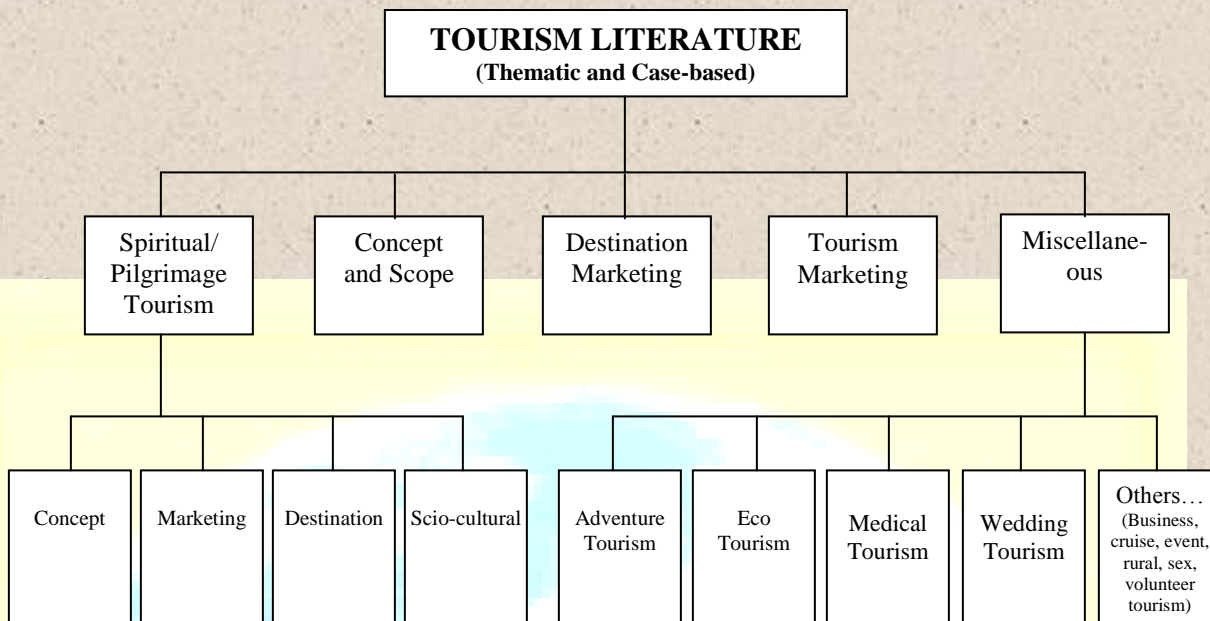 TOURISM LITERATURE
(Thematic and Case-based)
Spiritual/
Pilgrimage
Tourism
Concept
and Scope
Destination
Marketing
Tourism
Marketing
Miscellane-
ous
Concept
Marketing
Destination
Scio-cultural
Adventure
Tourism
Eco
Tourism
Medical
Tourism
Wedding
Tourism
Others…
(Business,
cruise, event,
rural, sex,
volunteer
tourism)